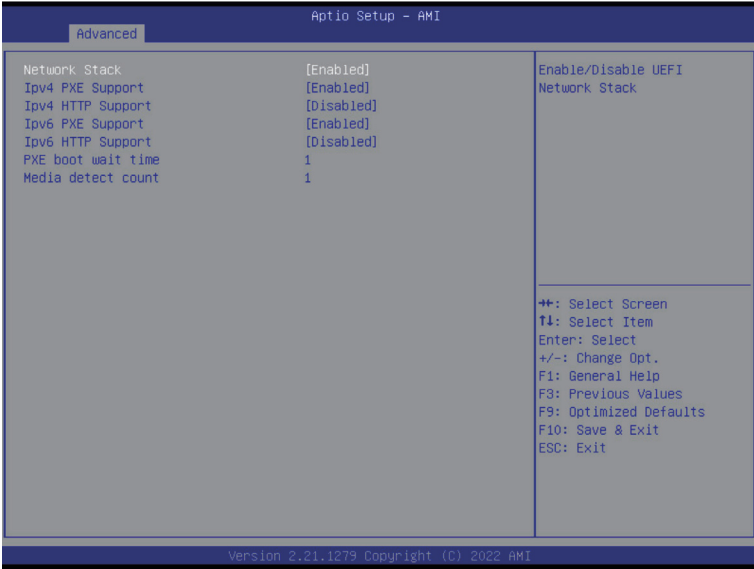 Aptio Setup – AMI
Advanced
Network Stack [Enabled]
Ipv4 PXE Support [Enabled]
Ipv4 HTTP Support [Disabled]
Ipv6 PXE Support [Enabled]
Ipv6 HTTP Support [Disabled]
PXE boot wait time 1
Media detect count 1
Enable/Disable UEFI
Network Stack
→←: Select Screen
↑↓: Select Item
Enter: Select
+/-: Change Opt.
F1: General Help
F3: Previous Values
F9: Optimized Defaults
F10: Save & Exit
ESC: Exit
Version 2.21.1279 Copyright (C) 2022 AMI